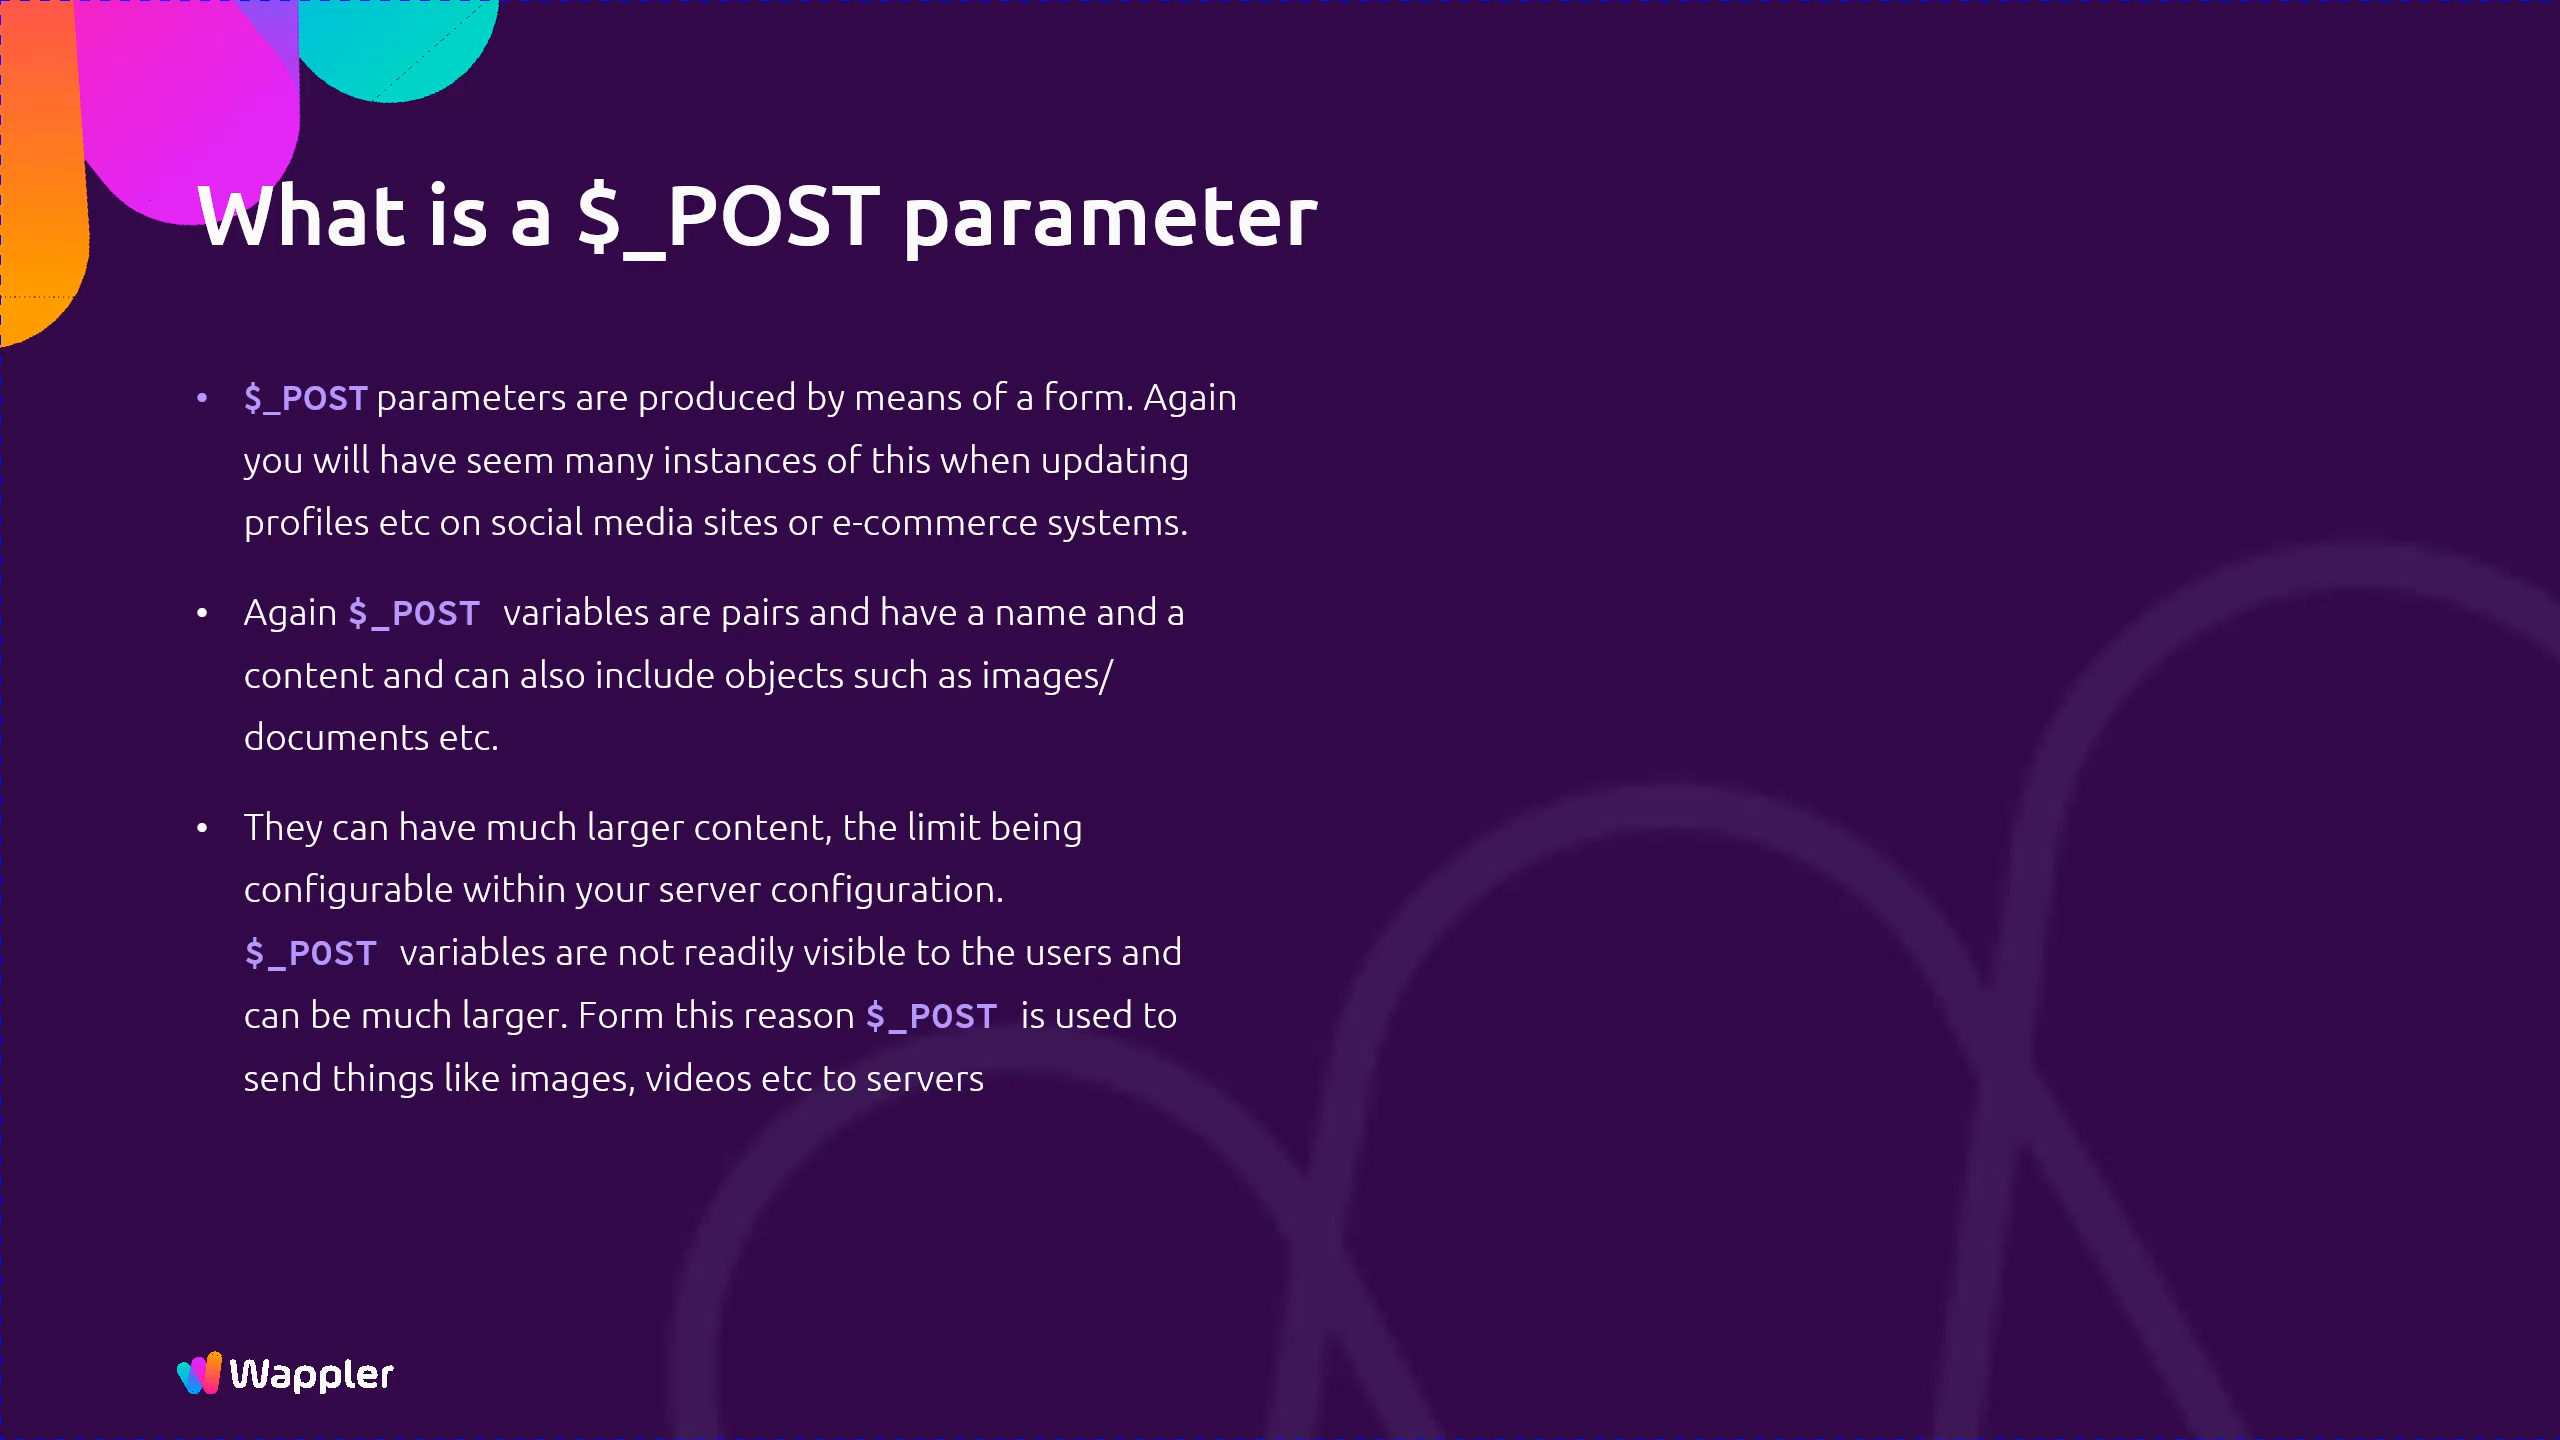 What is a $_POST parameter
• $_POST parameters are produced by means of a form. Again
you will have seem many instances of this when updating
profiles etc on social media sites or e-commerce systems.
• Again $_POST variables are pairs and have a name and a
content and can also include objects such as images/
documents etc.
• They can have much larger content, the limit being
configurable within your server configuration.
$_POST variables are not readily visible to the users and
can be much larger. Form this reason $_POST is used to
send things like images, videos etc to servers
Wappler